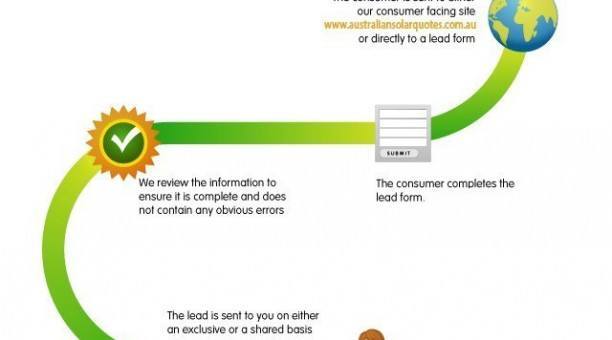 The consumer is sent to either
our consumer facing site
www.australiansolarquotes.com.au
or directly to a lead form
SUBMIT
We review the information to
ensure it is complete and does
not contain any obvious errors
The consumer completes the
lead form.
The lead is sent to you on either
an exclusive or a shared basis